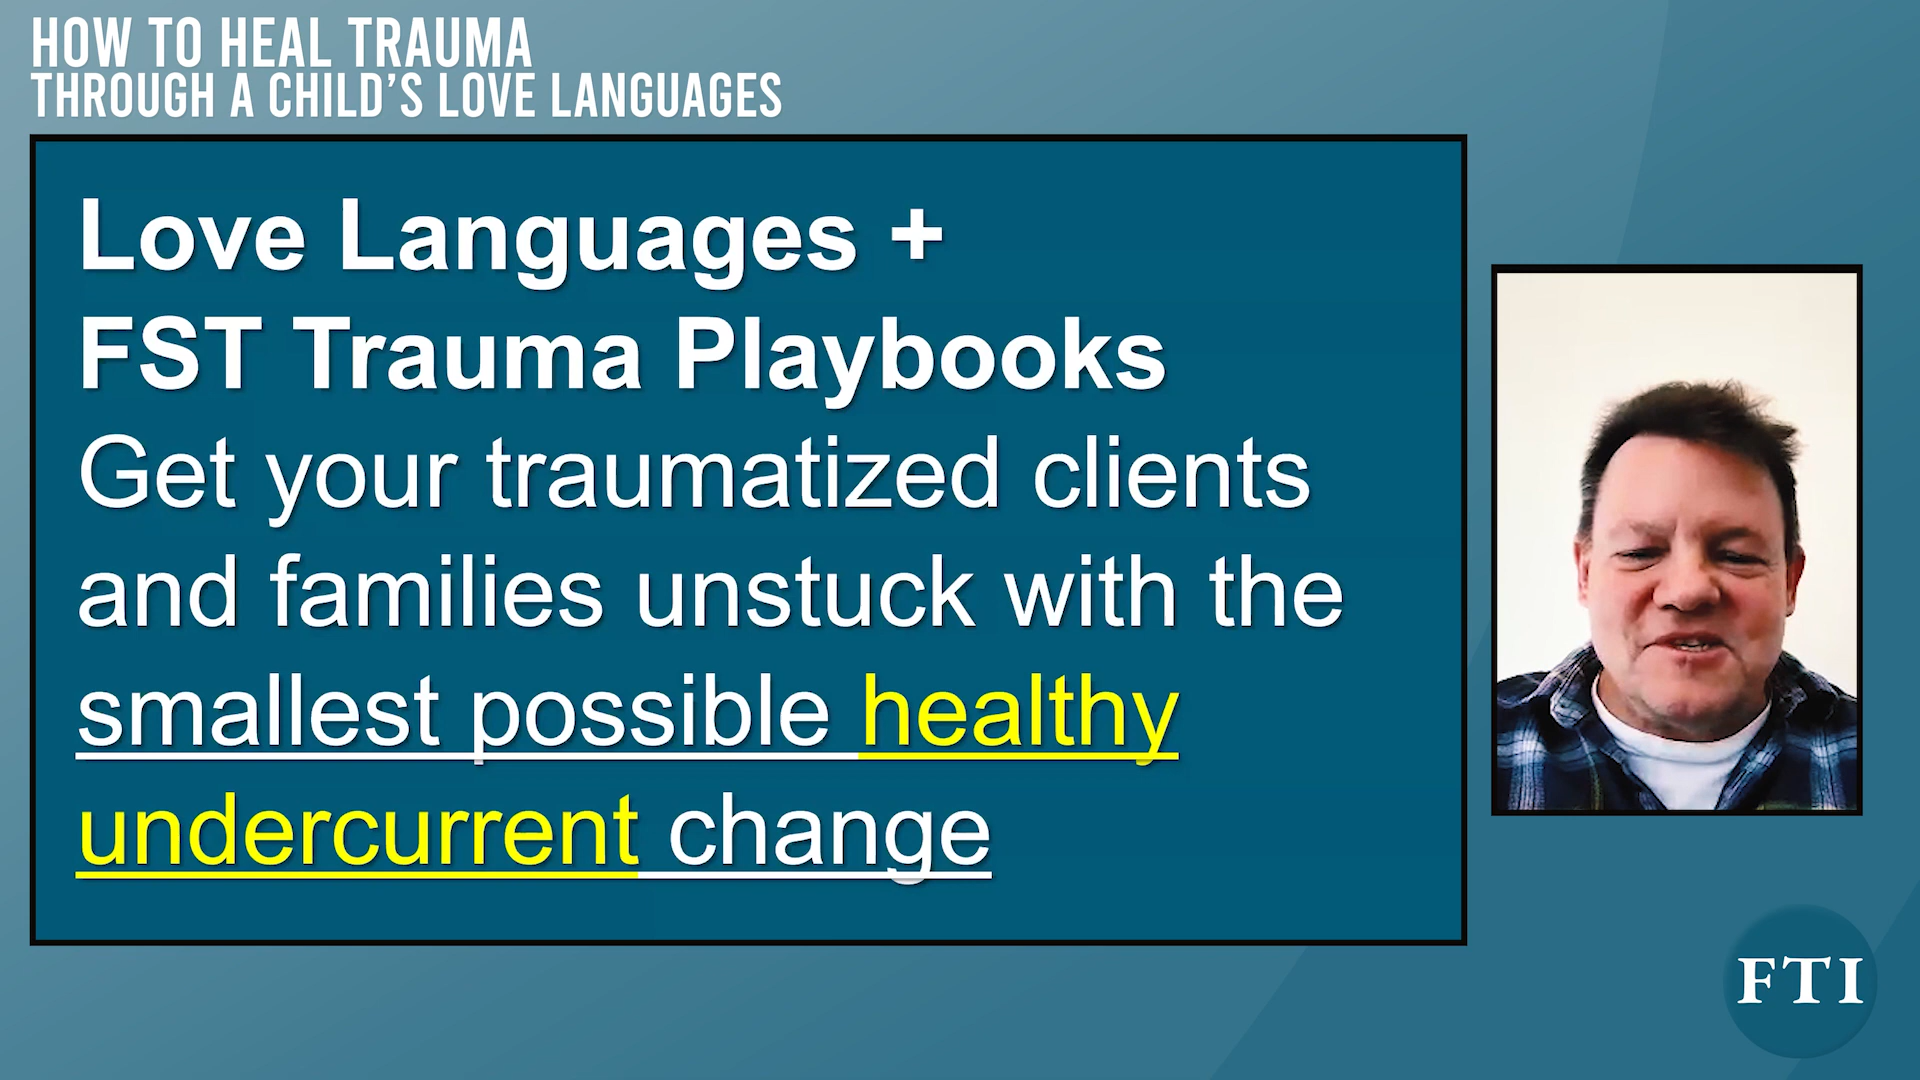 HOW TO HEAL TRAUMA
THROUGH A CHILD'S LOVE LANGUAGES
Love Languages +
FST Trauma Playbooks
Get your traumatized clients
and families unstuck with the
smallest possible healthy
undercurrent change
FTI